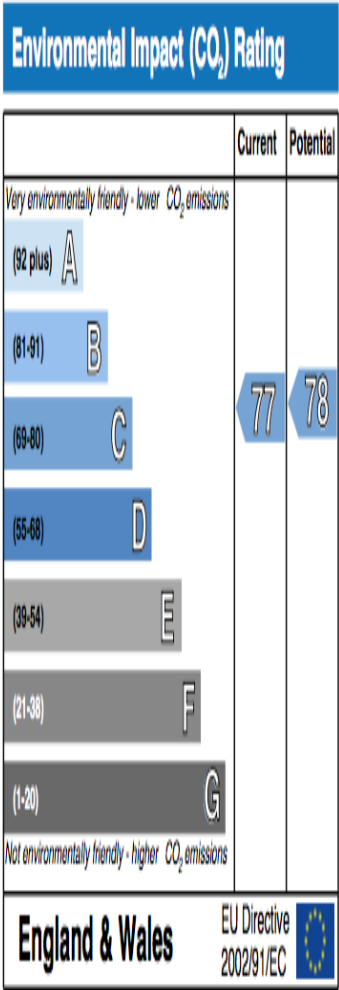 Environmental Impact (CO₂) Rating
Current Potential
Very environmentally friendly - lower CO₂ emissions
(92 plus) A
(81-91) B
(69-80) C
77 78
(55-68) D
(39-54) E
(21-38) F
(1-20) G
Not environmentally friendly - higher CO₂ emissions
England & Wales
EU Directive
2002/91/EC